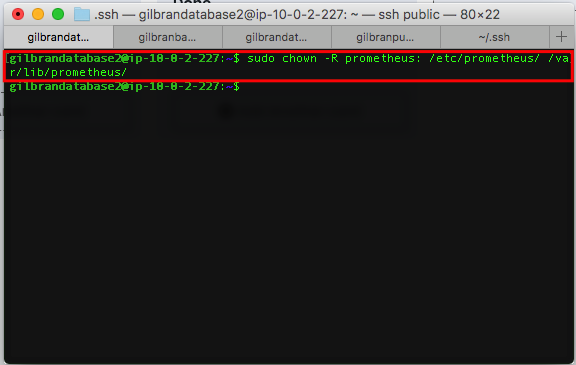 .ssh — gilbrandatabase2@ip-10-0-2-227: ~ — ssh public — 80×22
gilbrandat... gilbranba... gilbrandat... gilbranpu... ~/.ssh +
gilbrandatabase2@ip-10-0-2-227:~$ sudo chown -R prometheus: /etc/prometheus/ /va
r/lib/prometheus/
gilbrandatabase2@ip-10-0-2-227:~$